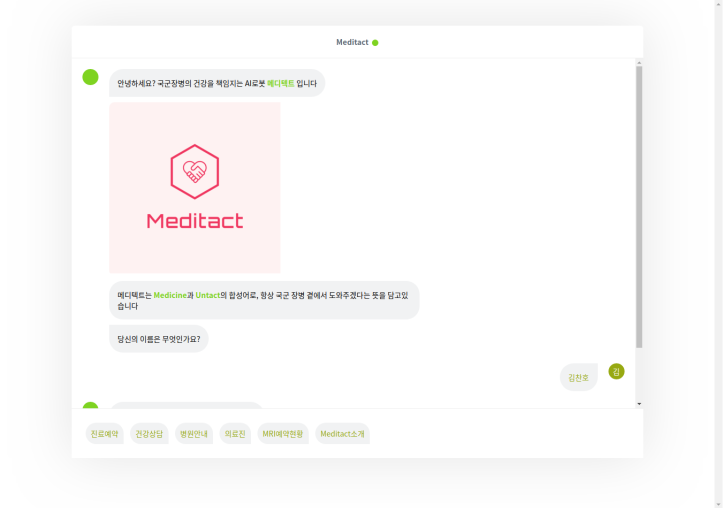 Meditact
안녕하세요? 국군장병의 건강을 책임지는 AI로봇 메디텍트 입니다
Meditact
메디텍트는 Medicine과 Untact의 합성어로, 항상 국군 장병 곁에서 도와주겠다는 뜻을 담고있
습니다
당신의 이름은 무엇인가요?
김찬호
김
진료예약 건강상담 병원안내 의료진 MRI예약현황 Meditact소개